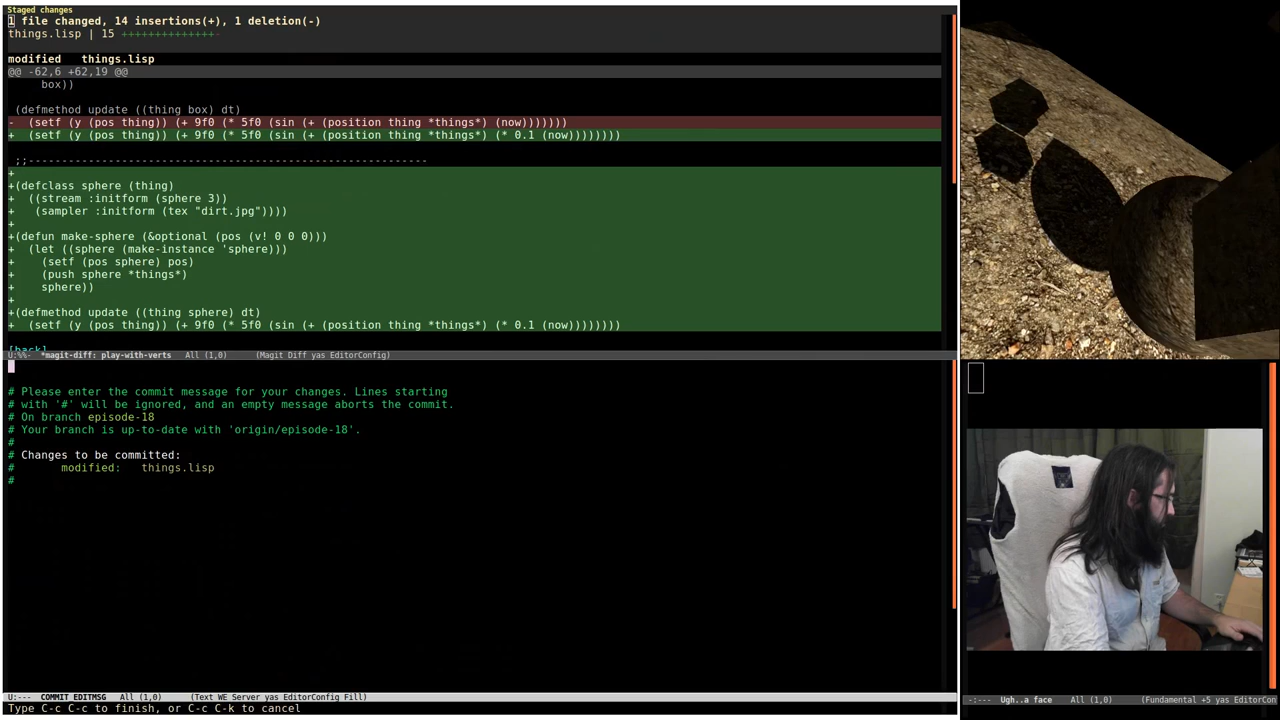 Staged changes
1 file changed, 14 insertions(+), 1 deletion(-)
things.lisp | 15 ++++++++++++++-
modified   things.lisp
@@ -62,6 +62,19 @@
     box))
 (defmethod update ((thing box) dt)
-  (setf (y (pos thing)) (+ 9f0 (* 5f0 (sin (+ (position thing *things*) (now)))))))
+  (setf (y (pos thing)) (+ 9f0 (* 5f0 (sin (+ (position thing *things*) (* 0.1 (now))))))))
 ;;------------------------------------------------------------
+
+(defclass sphere (thing)
+  ((stream :initform (sphere 3))
+   (sampler :initform (tex "dirt.jpg"))))
+
+(defun make-sphere (&optional (pos (v! 0 0 0)))
+  (let ((sphere (make-instance 'sphere)))
+    (setf (pos sphere) pos)
+    (push sphere *things*)
+    sphere))
+
+(defmethod update ((thing sphere) dt)
+  (setf (y (pos thing)) (+ 9f0 (* 5f0 (sin (+ (position thing *things*) (* 0.1 (now))))))))
[back]
U:%%-  *magit-diff: play-with-verts   All (1,0)      (Magit Diff yas EditorConfig)
# Please enter the commit message for your changes. Lines starting
# with '#' will be ignored, and an empty message aborts the commit.
# On branch episode-18
# Your branch is up-to-date with 'origin/episode-18'.
#
# Changes to be committed:
#       modified:   things.lisp
#
U:---  COMMIT_EDITMSG   All (1,0)      (Text WE Server yas EditorConfig Fill)
Type C-c C-c to finish, or C-c C-k to cancel
-:---  Ugh..a face    All (1,0)      (Fundamental +5 yas EditorCon